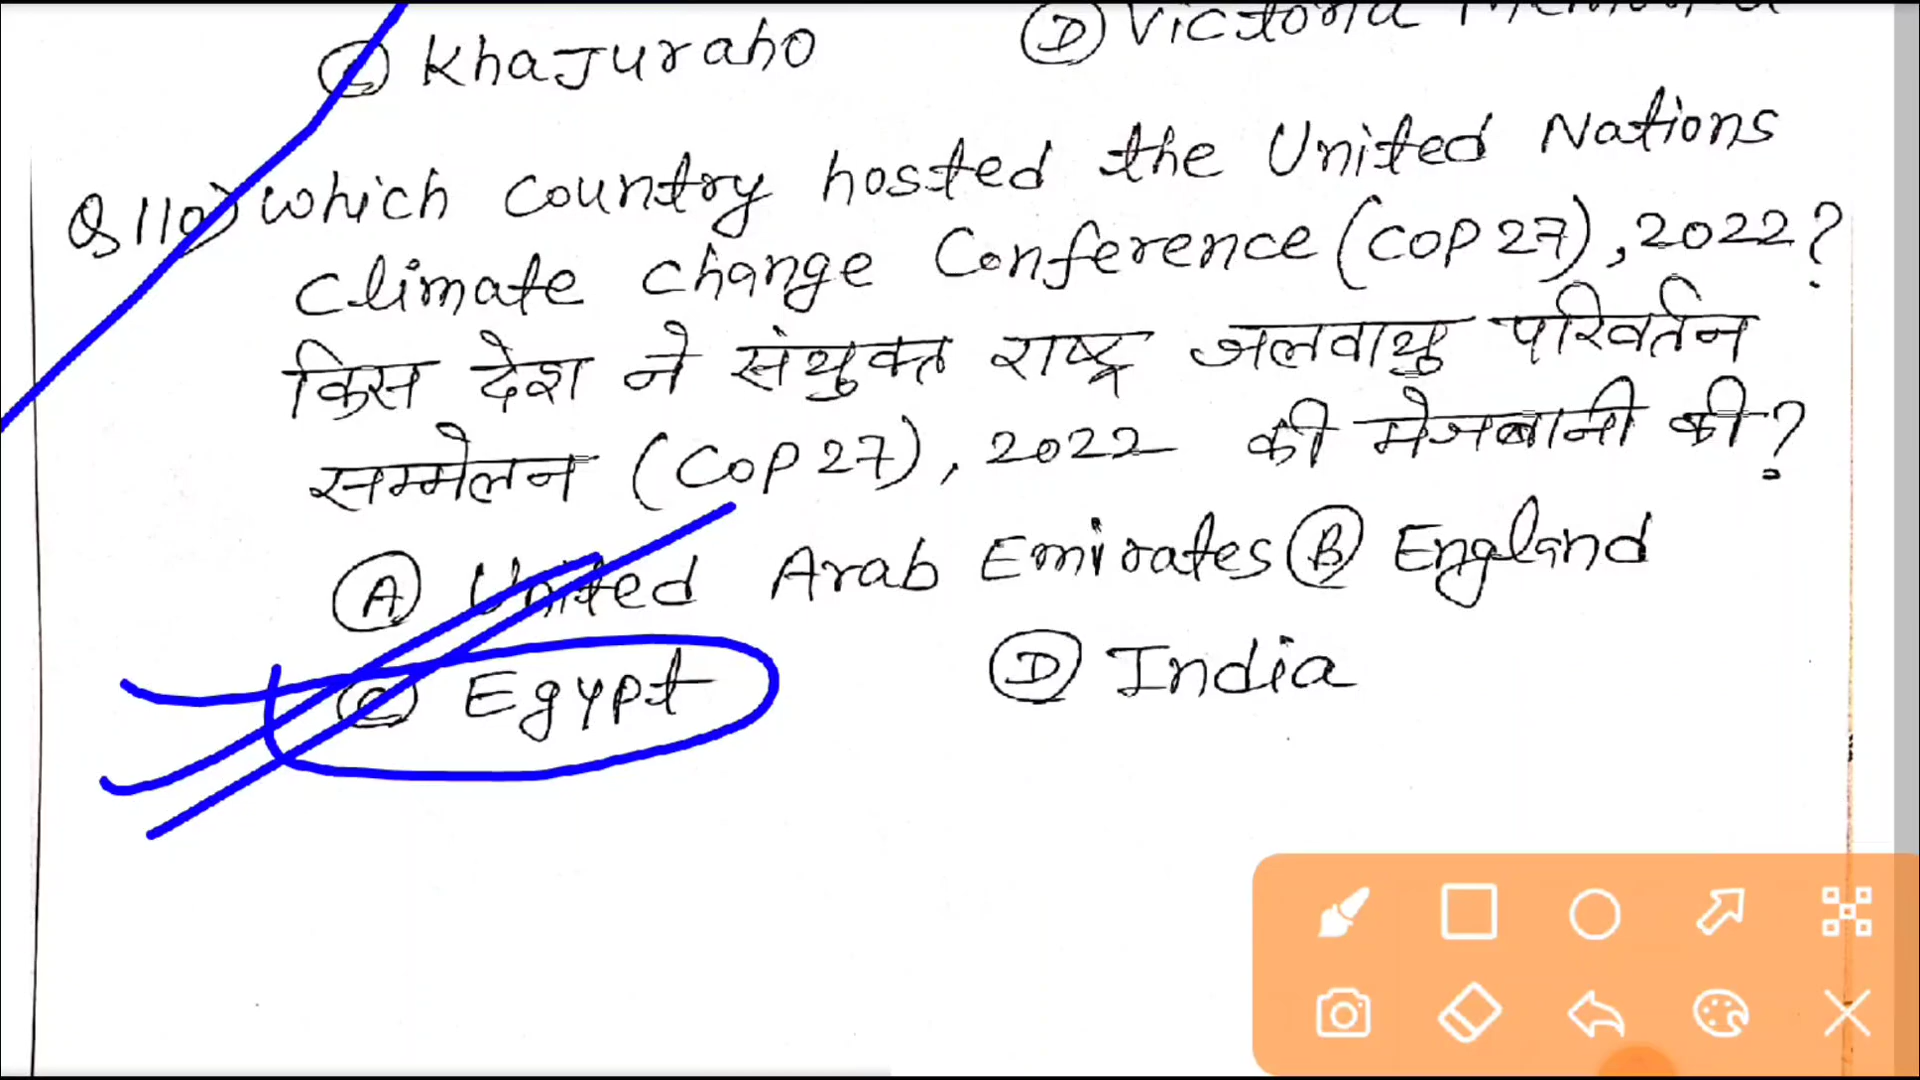 Ⓒ Khajuraho Ⓓ Victoria
Q110) Which country hosted the United Nations
Climate change Conference (COP 27), 2022?
किस देश ने संयुक्त राष्ट्र जलवायु परिवर्तन
सम्मेलन (COP 27), 2022 की मेजबानी की?
Ⓐ United Arab Emirates Ⓑ England
Ⓒ Egypt Ⓓ India